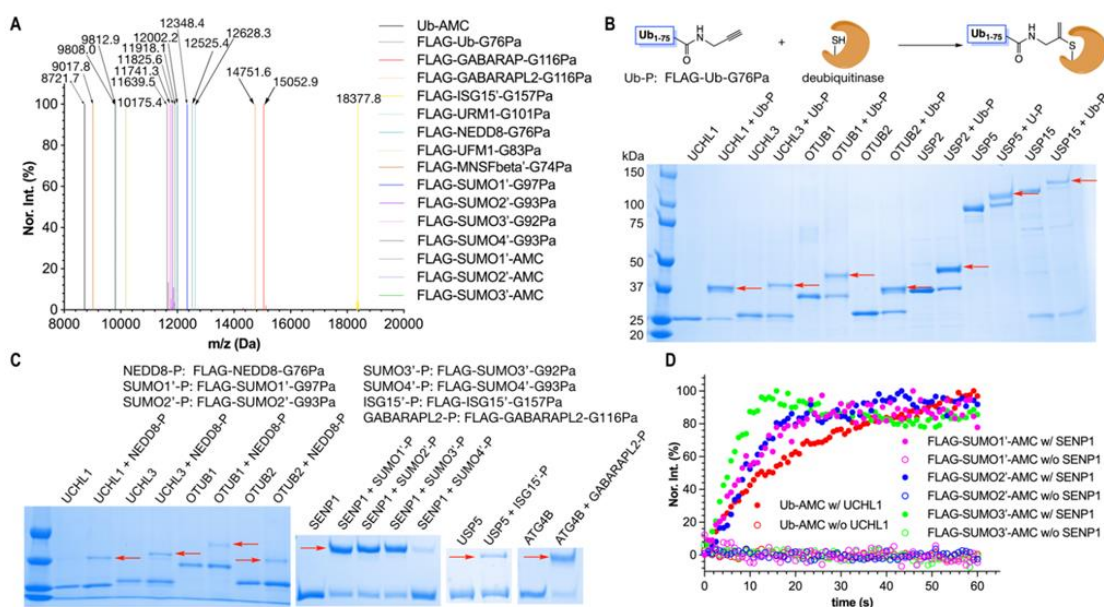 A
8721.7
9017.8
9808.0
9812.9
10175.4
11639.5
11741.3
11825.6
11918.1
12002.2
12348.4
12525.4
12628.3
14751.6
15052.9
18377.8
Nor. Int. (%)
100
80
60
40
20
0
8000 10000 12000 14000 16000 18000 20000
m/z (Da)
Ub-AMC
FLAG-Ub-G76Pa
FLAG-GABARAP-G116Pa
FLAG-GABARAPL2-G116Pa
FLAG-ISG15'-G157Pa
FLAG-URM1-G101Pa
FLAG-NEDD8-G76Pa
FLAG-UFM1-G83Pa
FLAG-MNSFbeta'-G74Pa
FLAG-SUMO1'-G97Pa
FLAG-SUMO2'-G93Pa
FLAG-SUMO3'-G92Pa
FLAG-SUMO4'-G93Pa
FLAG-SUMO1'-AMC
FLAG-SUMO2'-AMC
FLAG-SUMO3'-AMC
B
Ub1-75
O
N
H
+
SH
Ub1-75
O
H
N
S
Ub-P: FLAG-Ub-G76Pa
deubiquitinase
kDa
150
100
75
50
37
25
20
UCHL1
UCHL1 + Ub-P
UCHL3
UCHL3 + Ub-P
OTUB1
OTUB1 + Ub-P
OTUB2
OTUB2 + Ub-P
USP2
USP2 + Ub-P
USP5
USP5 + U-P
USP15
USP15 + Ub-P
C
NEDD8-P: FLAG-NEDD8-G76Pa
SUMO1'-P: FLAG-SUMO1'-G97Pa
SUMO2'-P: FLAG-SUMO2'-G93Pa
SUMO3'-P: FLAG-SUMO3'-G92Pa
SUMO4'-P: FLAG-SUMO4'-G93Pa
ISG15'-P: FLAG-ISG15'-G157Pa
GABARAPL2-P: FLAG-GABARAPL2-G116Pa
UCHL1
UCHL1 + NEDD8-P
UCHL3
UCHL3 + NEDD8-P
OTUB1
OTUB1 + NEDD8-P
OTUB2
OTUB2 + NEDD8-P
SENP1
SENP1 + SUMO1'-P
SENP1 + SUMO2'-P
SENP1 + SUMO3'-P
SENP1 + SUMO4'-P
USP5
USP5 + ISG15'-P
ATG4B
ATG4B + GABARAPL2-P
D
Nor. Int. (%)
100
80
60
40
20
0
0 10 20 30 40 50 60
time (s)
Ub-AMC w/ UCHL1
Ub-AMC w/o UCHL1
FLAG-SUMO1'-AMC w/ SENP1
FLAG-SUMO1'-AMC w/o SENP1
FLAG-SUMO2'-AMC w/ SENP1
FLAG-SUMO2'-AMC w/o SENP1
FLAG-SUMO3'-AMC w/ SENP1
FLAG-SUMO3'-AMC w/o SENP1